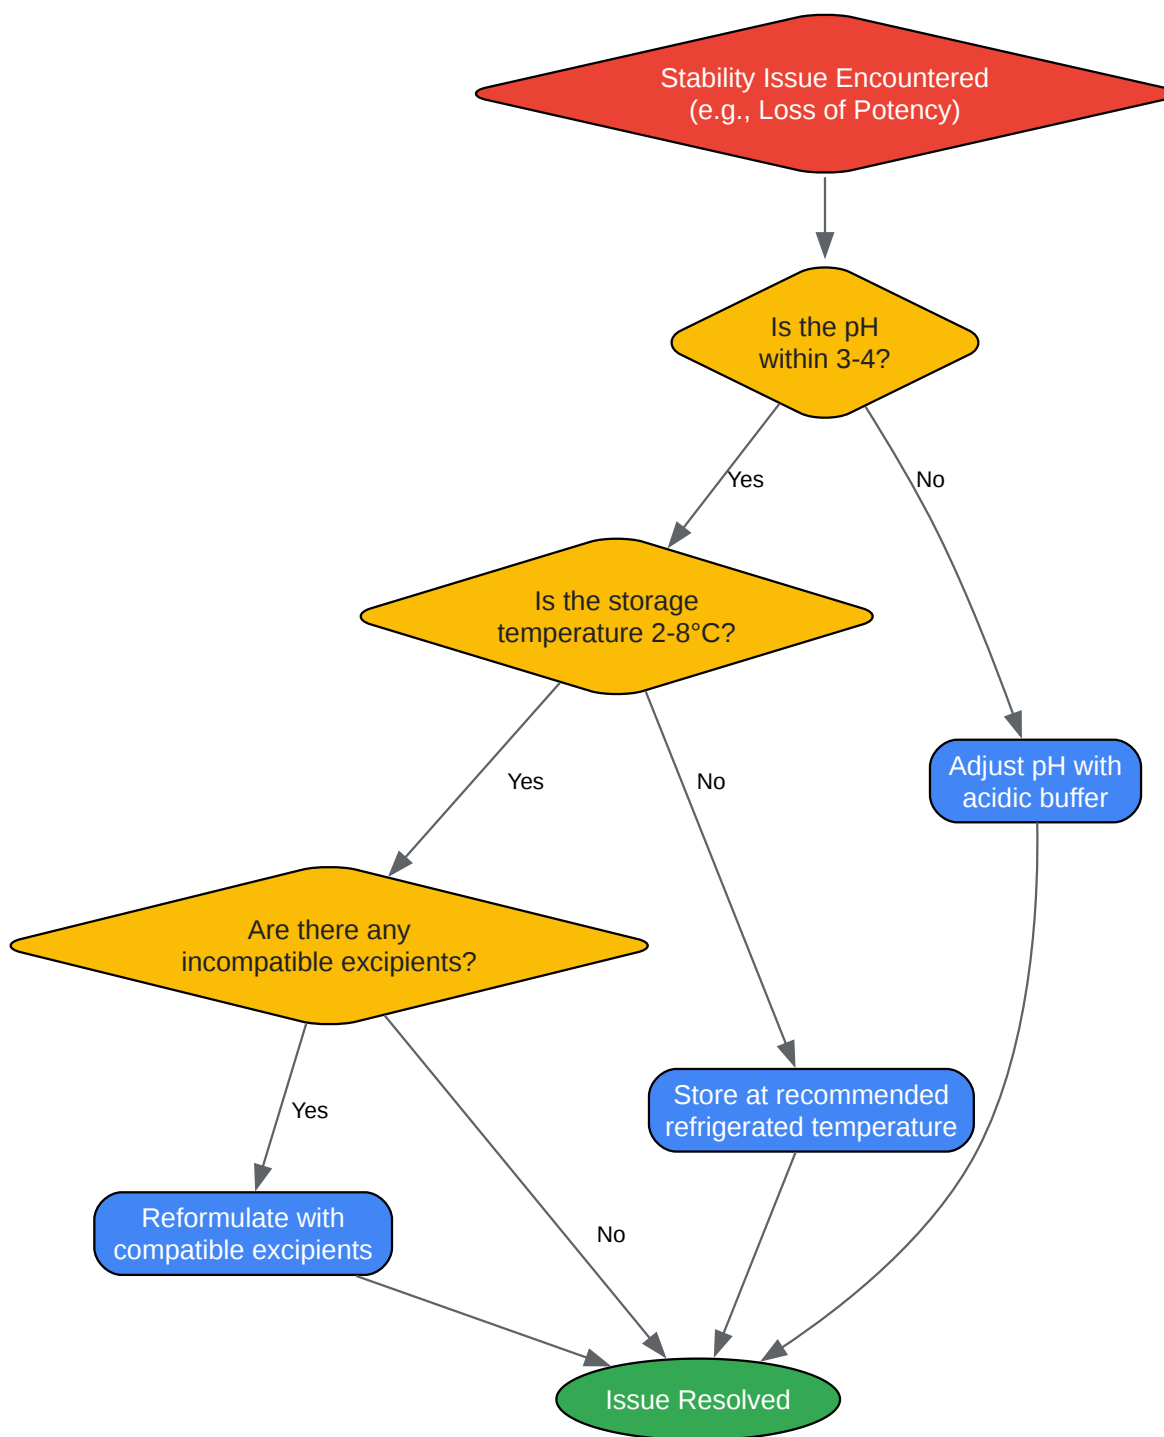 Stability Issue Encountered
(e.g., Loss of Potency)
Is the pH
within 3-4?
Yes
No
Is the storage
temperature 2-8°C?
Yes
No
Adjust pH with
acidic buffer
Are there any
incompatible excipients?
Yes
No
Store at recommended
refrigerated temperature
Reformulate with
compatible excipients
Issue Resolved